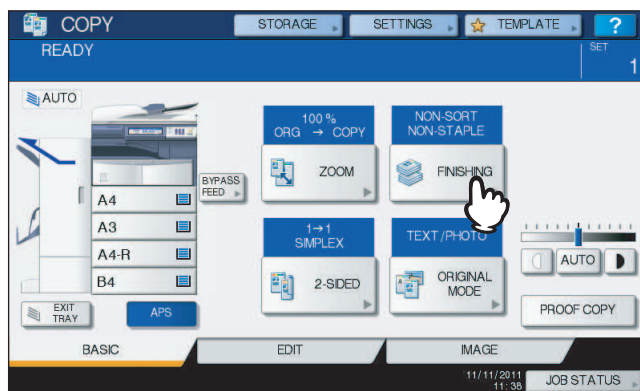 COPY
STORAGE
SETTINGS
TEMPLATE
?
READY
SET
1
AUTO
100 %
ORG → COPY
ZOOM
NON-SORT
NON-STAPLE
FINISHING
BYPASS
FEED
A4
A3
A4-R
B4
1→1
SIMPLEX
2-SIDED
TEXT/PHOTO
ORIGINAL
MODE
AUTO
EXIT
TRAY
APS
PROOF COPY
BASIC
EDIT
IMAGE
11/11/2011
11:38
JOB STATUS